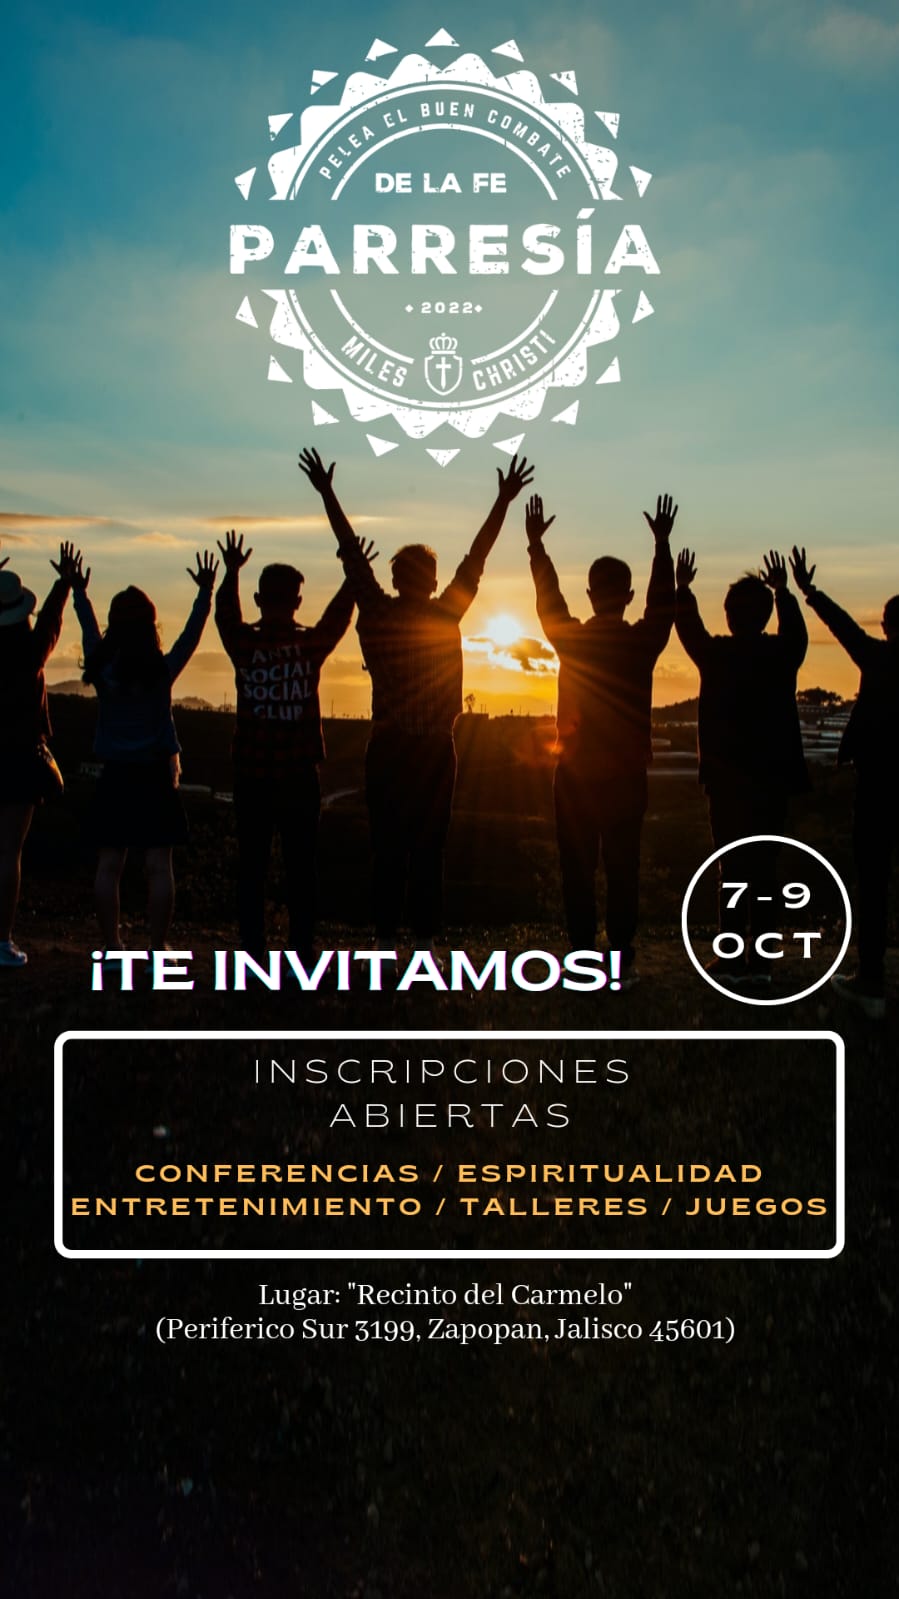 PELEA EL BUEN COMBATE
DE LA FE
PARRESÍA
2022
MILES CHRISTI
ANTI
SOCIAL
SOCIAL
CLUB
¡TE INVITAMOS!
7-9
OCT
INSCRIPCIONES
ABIERTAS
CONFERENCIAS / ESPIRITUALIDAD
ENTRETENIMIENTO / TALLERES / JUEGOS
Lugar: "Recinto del Carmelo"
(Periferico Sur 3199, Zapopan, Jalisco 45601)